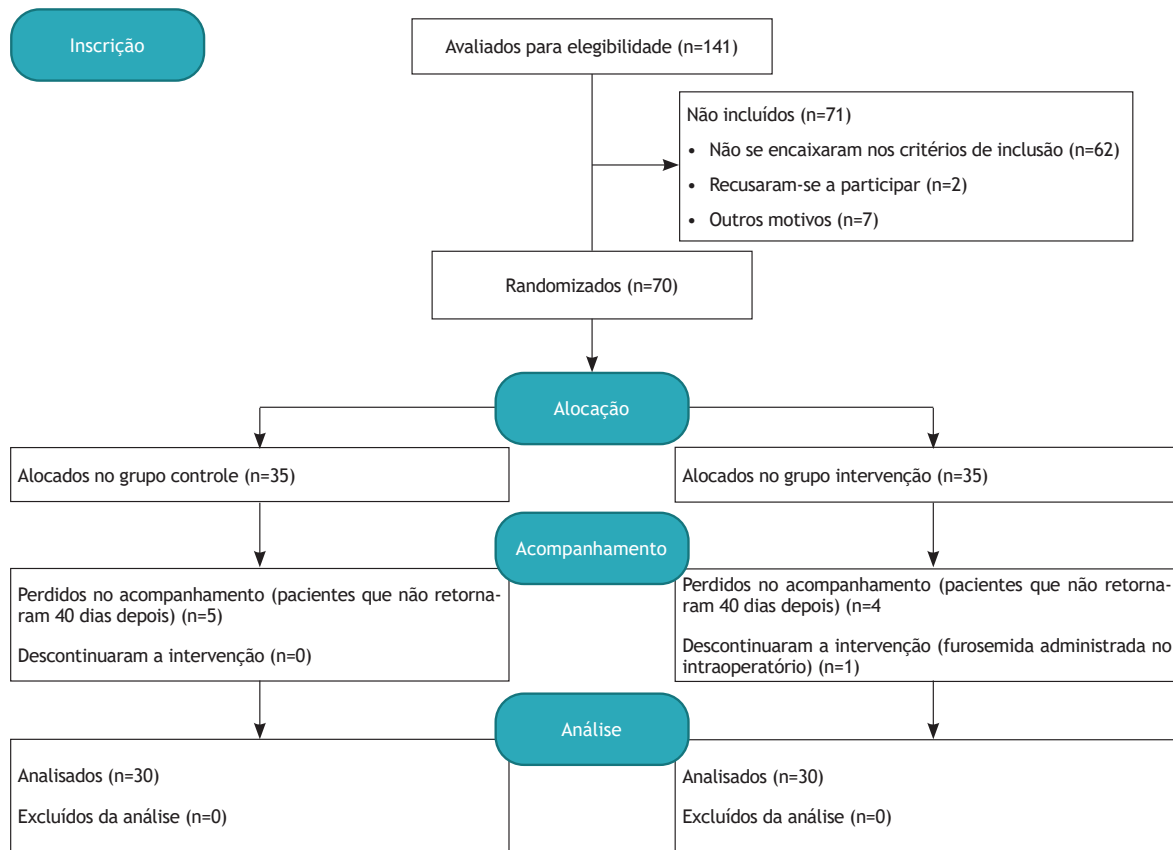 Inscrição
Avaliados para elegibilidade (n=141)
Não incluídos (n=71)
• Não se encaixaram nos critérios de inclusão (n=62)
• Recusaram-se a participar (n=2)
• Outros motivos (n=7)
Randomizados (n=70)
Alocação
Alocados no grupo controle (n=35)
Alocados no grupo intervenção (n=35)
Acompanhamento
Perdidos no acompanhamento (pacientes que não retorna-
ram 40 dias depois) (n=5)
Descontinuaram a intervenção (n=0)
Perdidos no acompanhamento (pacientes que não retorna-
ram 40 dias depois) (n=4
Descontinuaram a intervenção (furosemida administrada no
intraoperatório) (n=1)
Análise
Analisados (n=30)
Excluídos da análise (n=0)
Analisados (n=30)
Excluídos da análise (n=0)